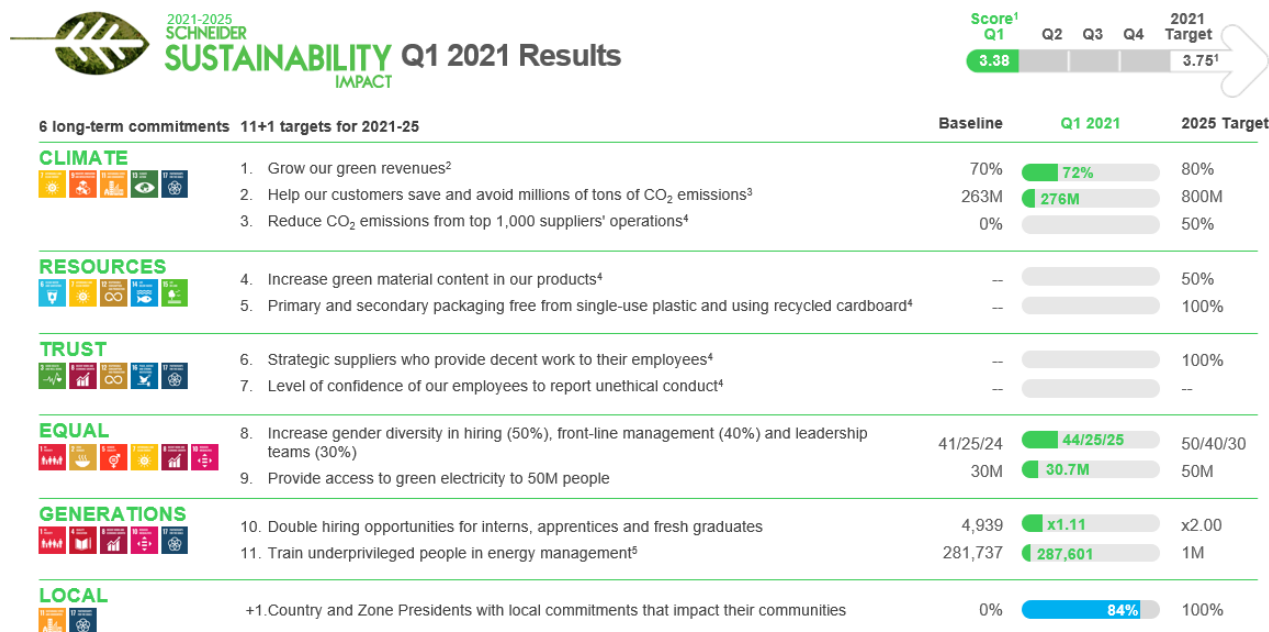 2021-2025
SCHNEIDER
SUSTAINABILITY
IMPACT
Q1 2021 Results
Score¹
Q1 Q2 Q3 Q4 2021 Target
3.38 3.75¹
6 long-term commitments 11+1 targets for 2021-25 Baseline Q1 2021 2025 Target
CLIMATE
1. Grow our green revenues² 70% 72% 80%
2. Help our customers save and avoid millions of tons of CO₂ emissions³ 263M 276M 800M
3. Reduce CO₂ emissions from top 1,000 suppliers' operations⁴ 0% 50%
RESOURCES
4. Increase green material content in our products⁴ -- 50%
5. Primary and secondary packaging free from single-use plastic and using recycled cardboard⁴ -- 100%
TRUST
6. Strategic suppliers who provide decent work to their employees⁴ -- 100%
7. Level of confidence of our employees to report unethical conduct⁴ -- --
EQUAL
8. Increase gender diversity in hiring (50%), front-line management (40%) and leadership
teams (30%) 41/25/24 44/25/25 50/40/30
9. Provide access to green electricity to 50M people 30M 30.7M 50M
GENERATIONS
10. Double hiring opportunities for interns, apprentices and fresh graduates 4,939 x1.11 x2.00
11. Train underprivileged people in energy management⁵ 281,737 287,601 1M
LOCAL
+1. Country and Zone Presidents with local commitments that impact their communities 0% 84% 100%